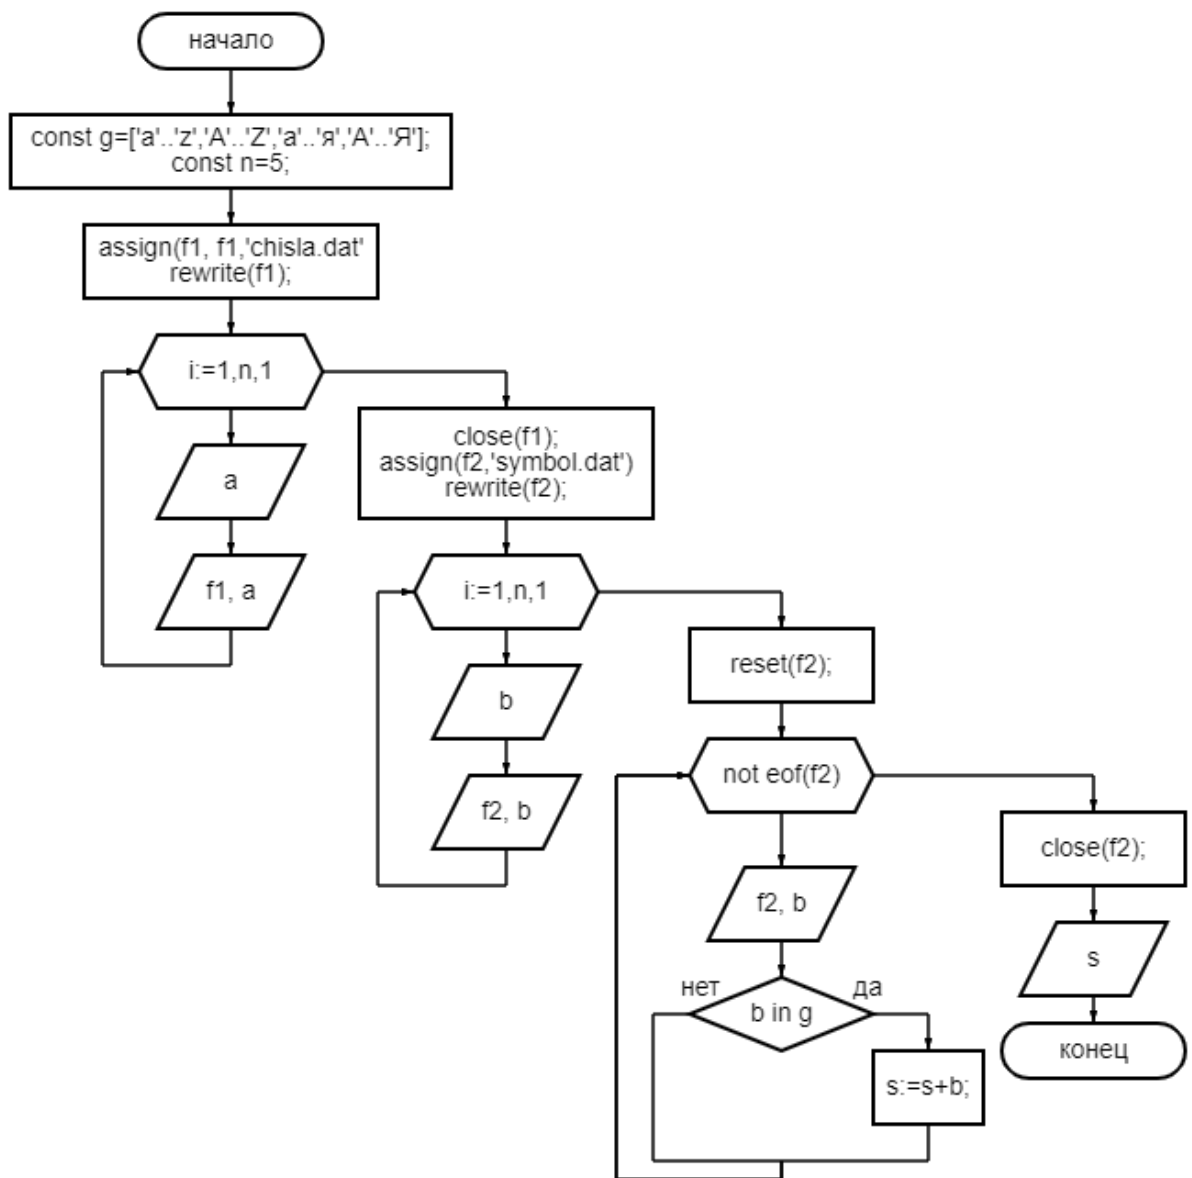 начало
const g=['a'..'z','A'..'Z','а'..'я','А'..'Я'];
const n=5;
assign(f1, f1,'chisla.dat'
rewrite(f1);
i:=1,n,1
a
f1, a
close(f1);
assign(f2,'symbol.dat')
rewrite(f2);
i:=1,n,1
b
f2, b
reset(f2);
not eof(f2)
f2, b
нет
да
b in g
s:=s+b;
close(f2);
s
конец